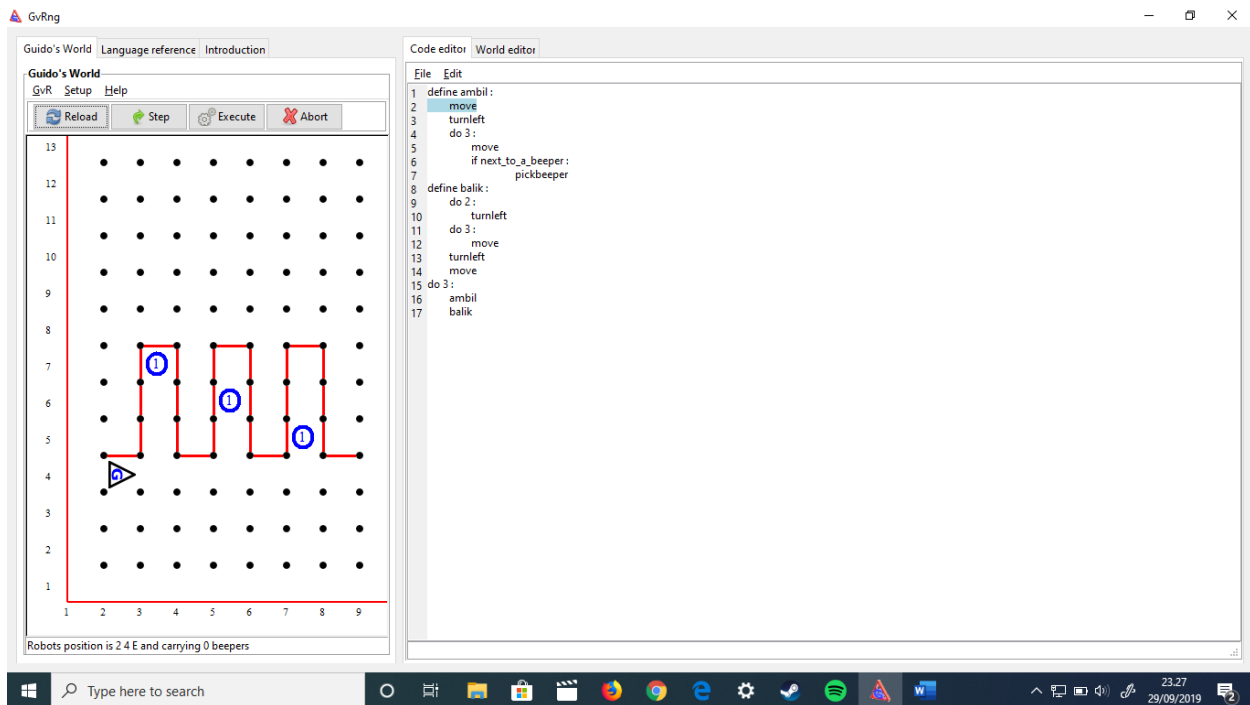 GvRng
Guido's World Language reference Introduction
Guido's World
GvR Setup Help
Reload Step Execute Abort
13
12
11
10
9
8
7
6
5
4
3
2
1
1 2 3 4 5 6 7 8 9
1
1
1
G
Robots position is 2 4 E and carrying 0 beepers
Code editor World editor
File Edit
1 define ambil :
2 move
3 turnleft
4 do 3 :
5 move
6 if next_to_a_beeper :
7 pickbeeper
8 define balik :
9 do 2 :
10 turnleft
11 do 3 :
12 move
13 turnleft
14 move
15 do 3 :
16 ambil
17 balik
Type here to search
23.27
29/09/2019
2